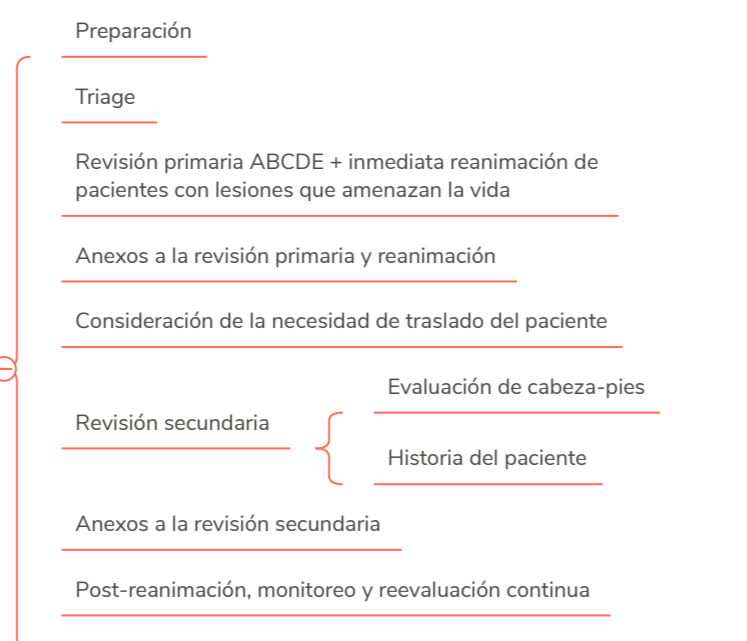 Preparación
Triage
Revisión primaria ABCDE + inmediata reanimación de
pacientes con lesiones que amenazan la vida
Anexos a la revisión primaria y reanimación
Consideración de la necesidad de traslado del paciente
Revisión secundaria
Evaluación de cabeza-pies
Historia del paciente
Anexos a la revisión secundaria
Post-reanimación, monitoreo y reevaluación continua